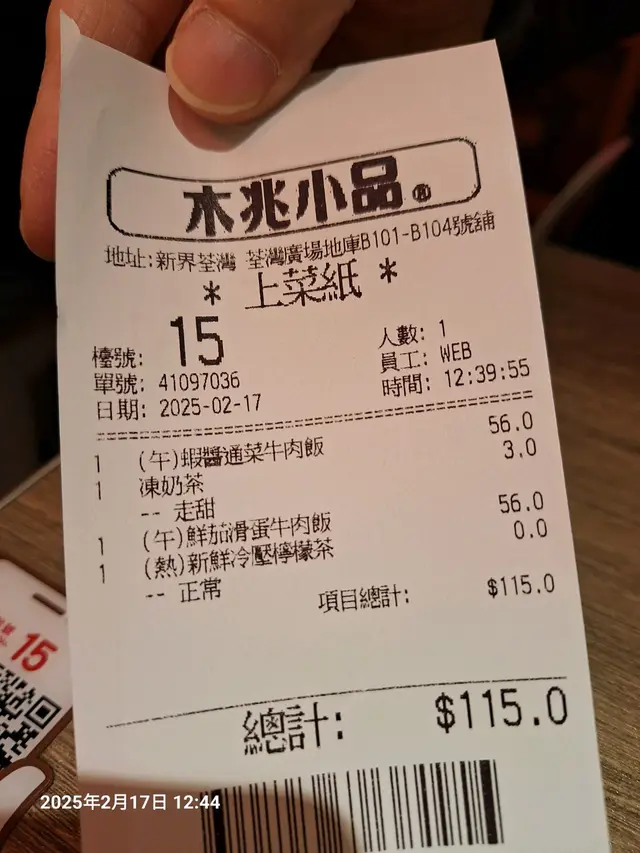 木兆小品®
地址:新界荃灣 荃灣廣場地庫B101-B104號舖
* 上菜紙 *
檯號: 15
人數: 1
單號: 41097036
員工: WEB
日期: 2025-02-17
時間: 12:39:55
1 (午)蝦醬通菜牛肉飯 56.0
1 凍奶茶 3.0
-- 走甜
1 (午)鮮茄滑蛋牛肉飯 56.0
1 (熱)新鮮冷壓檸檬茶 0.0
-- 正常
項目總計: $115.0
總計: $115.0
15
2025年2月17日 12:44